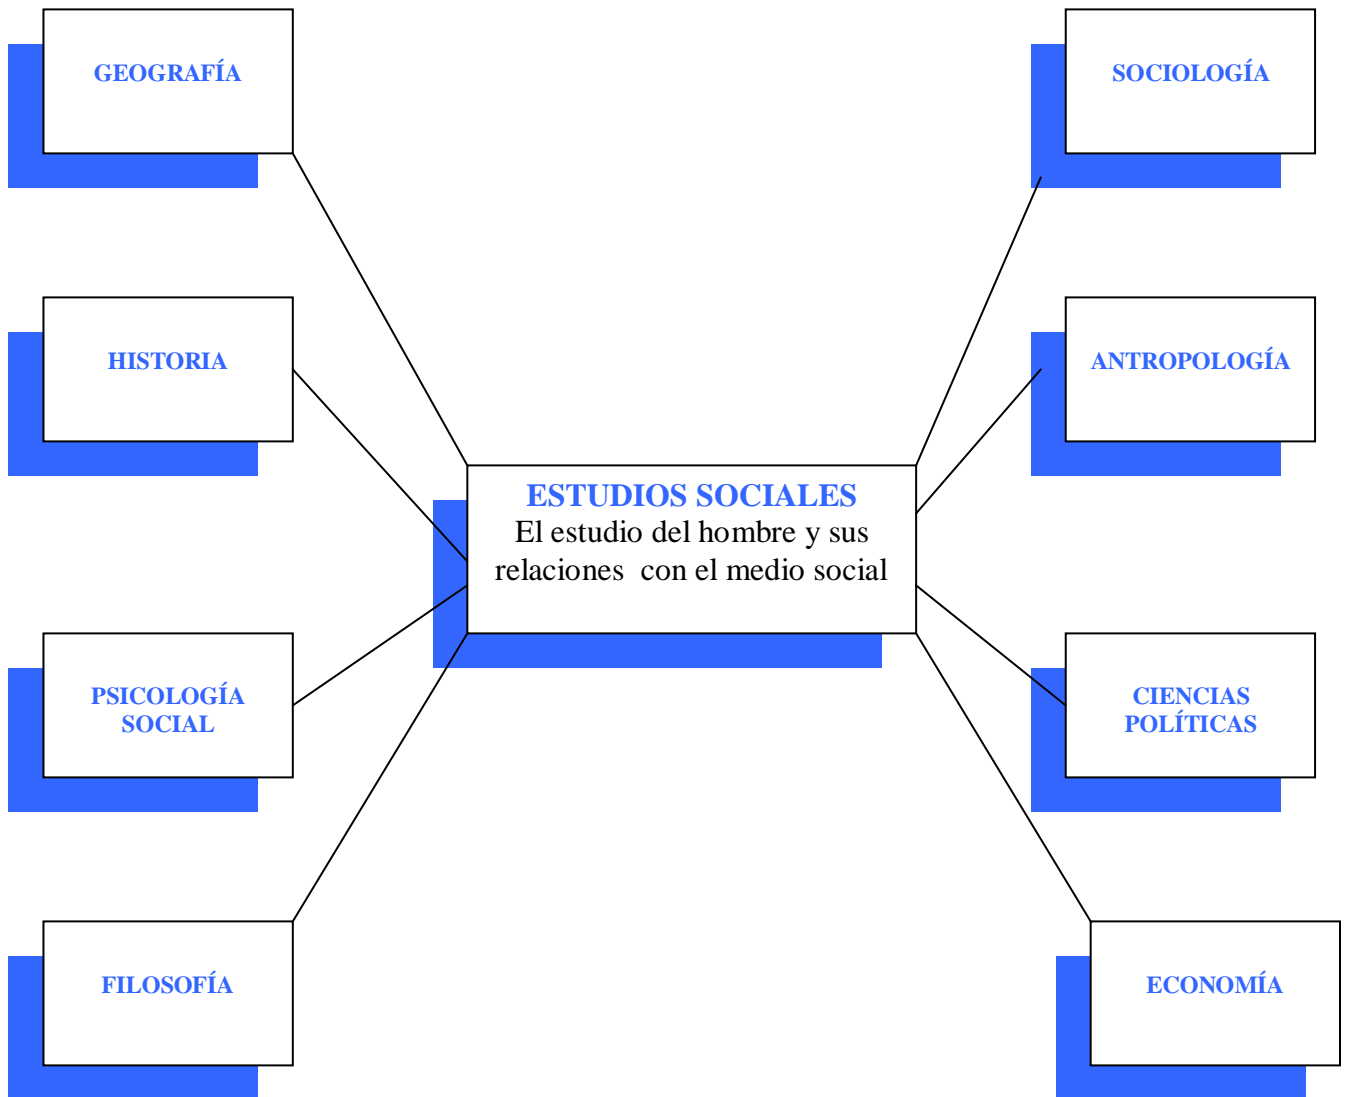 GEOGRAFÍA
SOCIOLOGÍA
HISTORIA
ANTROPOLOGÍA
ESTUDIOS SOCIALES
El estudio del hombre y sus
relaciones  con el medio social
PSICOLOGÍA
SOCIAL
CIENCIAS
POLÍTICAS
FILOSOFÍA
ECONOMÍA